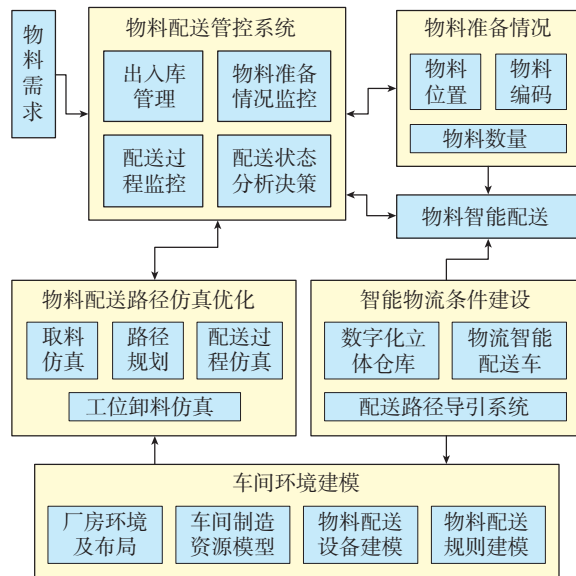 物料
需求
物料配送管控系统
出入库
管理
物料准备
情况监控
配送过
程监控
配送状态
分析决策
物料准备情况
物料
位置
物料
编码
物料数量
物料智能配送
物料配送路径仿真优化
取料
仿真
路径
规划
配送过
程仿真
工位卸料仿真
智能物流条件建设
数字化立
体仓库
物流智能
配送车
配送路径导引系统
车间环境建模
厂房环境
及布局
车间制造
资源模型
物料配送
设备建模
物料配送
规则建模